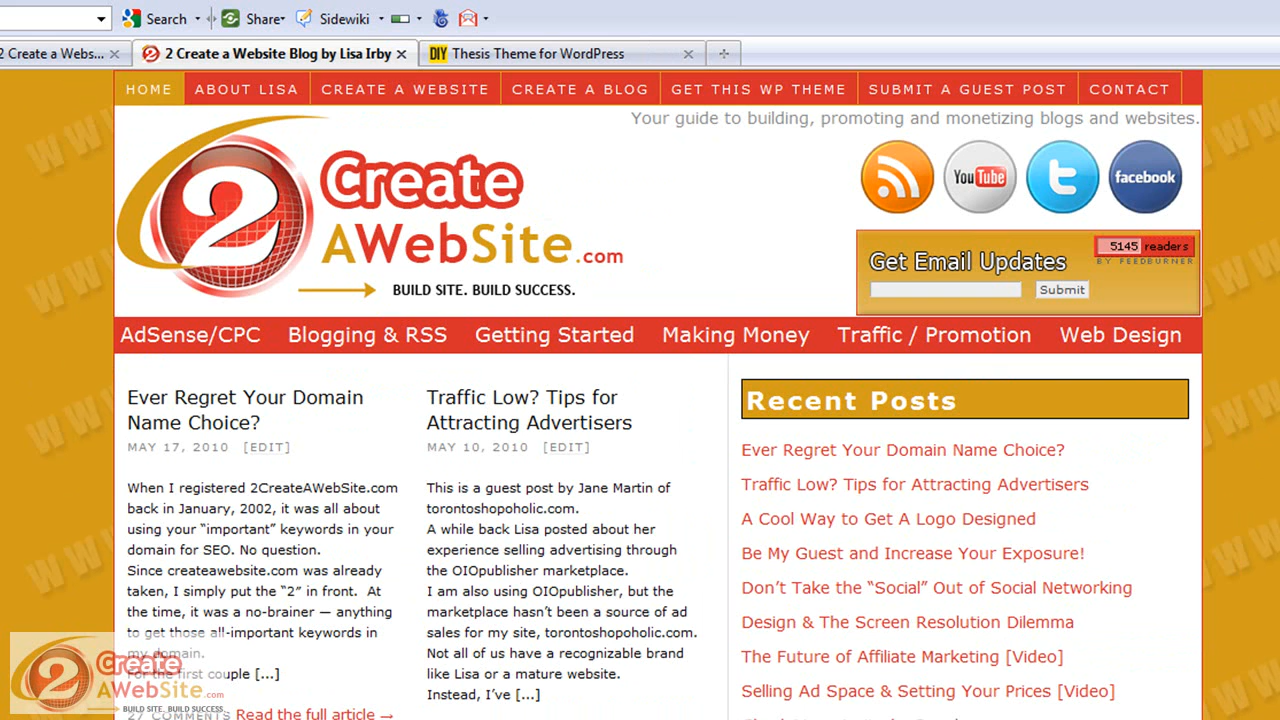 Search Share Sidewiki
2 Create a Webs... 2 Create a Website Blog by Lisa Irby DIY Thesis Theme for WordPress
HOME ABOUT LISA CREATE A WEBSITE CREATE A BLOG GET THIS WP THEME SUBMIT A GUEST POST CONTACT
Your guide to building, promoting and monetizing blogs and websites.
2 Create
AWebSite.com
BUILD SITE. BUILD SUCCESS.
YouTube t facebook
5145 readers
BY FEEDBURNER
Get Email Updates
Submit
AdSense/CPC Blogging & RSS Getting Started Making Money Traffic / Promotion Web Design
Ever Regret Your Domain
Name Choice?
MAY 17, 2010 [EDIT]
When I registered 2CreateAWebSite.com
back in January, 2002, it was all about
using your “important” keywords in your
domain for SEO. No question.
Since createawebsite.com was already
taken, I simply put the “2” in front. At
the time, it was a no-brainer — anything
to get those all-important keywords in
my domain.
For the first couple [...]
27 COMMENTS Read the full article →
Traffic Low? Tips for
Attracting Advertisers
MAY 10, 2010 [EDIT]
This is a guest post by Jane Martin of
torontoshopoholic.com.
A while back Lisa posted about her
experience selling advertising through
the OIOpublisher marketplace.
I am also using OIOpublisher, but the
marketplace hasn’t been a source of ad
sales for my site, torontoshopoholic.com.
Not all of us have a recognizable brand
like Lisa or a mature website.
Instead, I’ve [...]
Recent Posts
Ever Regret Your Domain Name Choice?
Traffic Low? Tips for Attracting Advertisers
A Cool Way to Get A Logo Designed
Be My Guest and Increase Your Exposure!
Don’t Take the “Social” Out of Social Networking
Design & The Screen Resolution Dilemma
The Future of Affiliate Marketing [Video]
Selling Ad Space & Setting Your Prices [Video]
2 Create
AWebSite.com
BUILD SITE. BUILD SUCCESS.